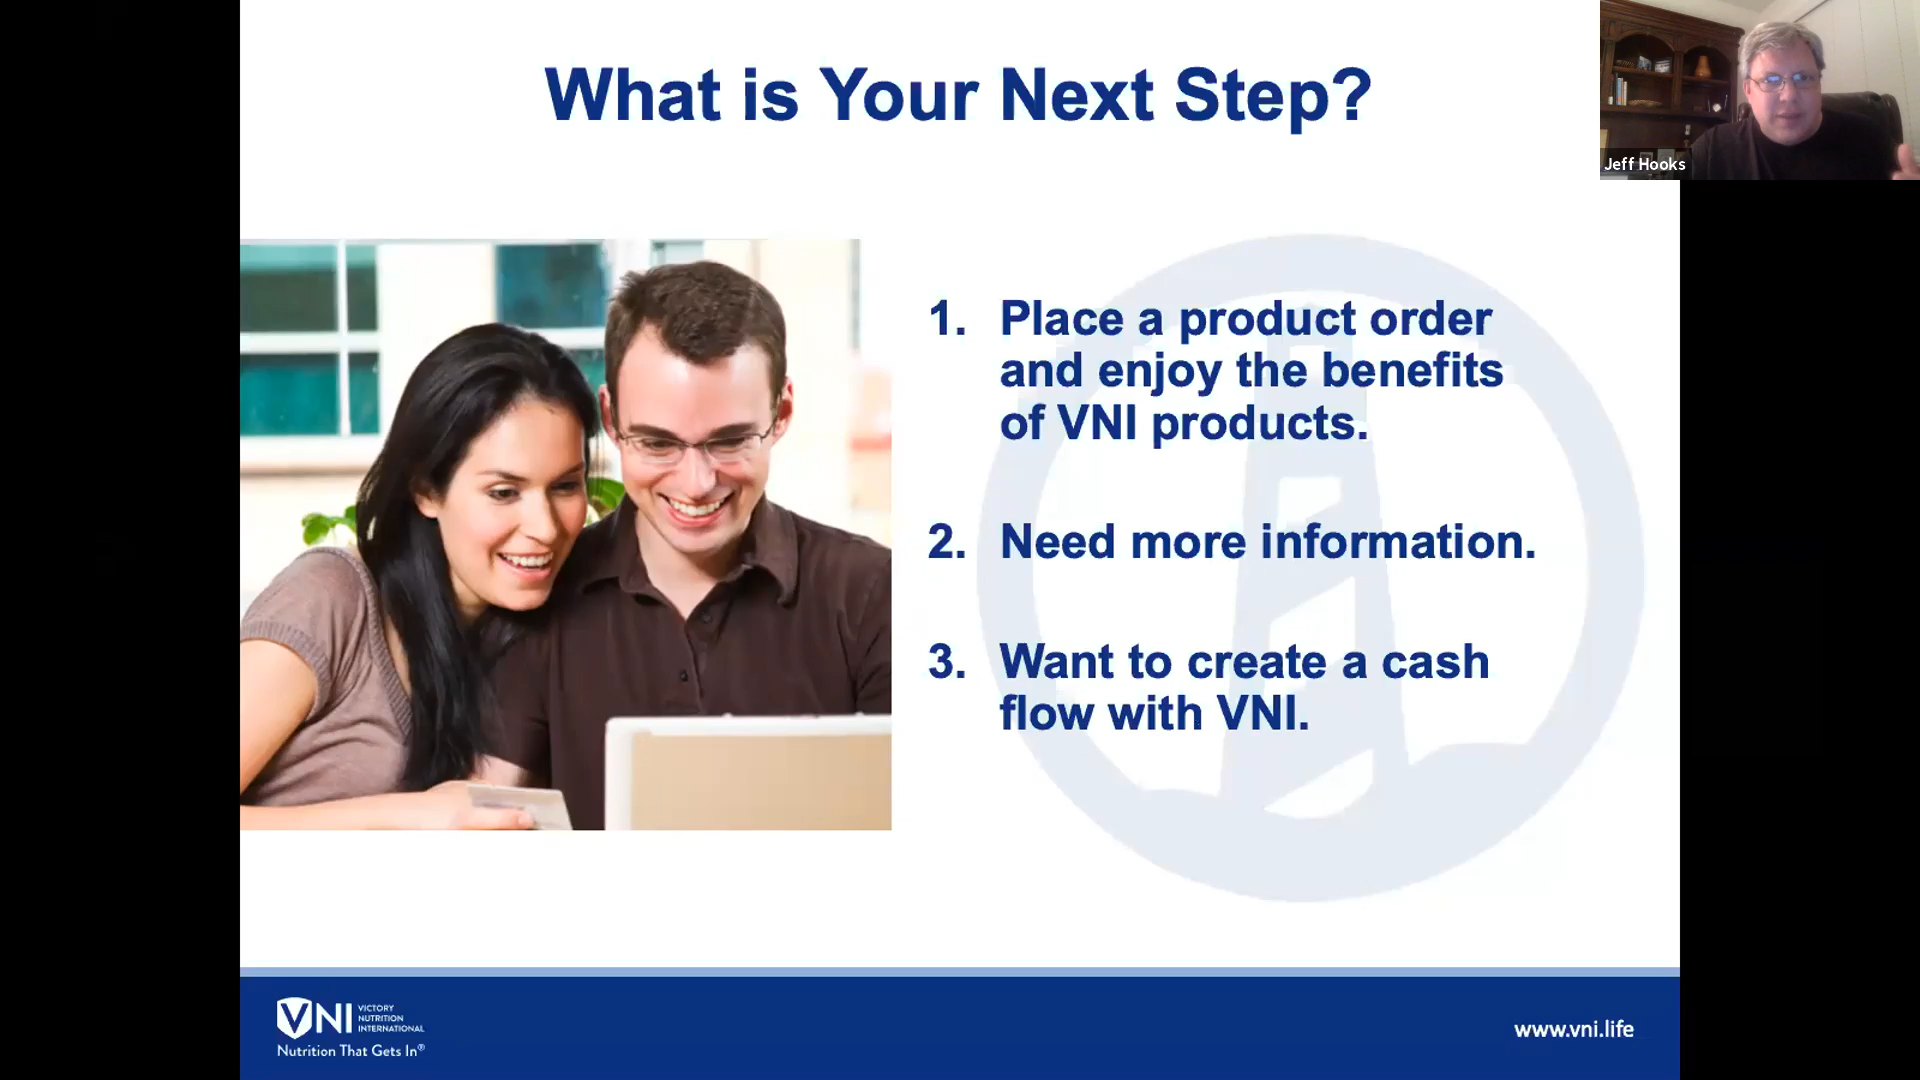 What is Your Next Step?
Jeff Hooks
1. Place a product order
and enjoy the benefits
of VNI products.
2. Need more information.
3. Want to create a cash
flow with VNI.
VNI
VICTORY
NUTRITION
INTERNATIONAL
Nutrition That Gets In®
www.vni.life